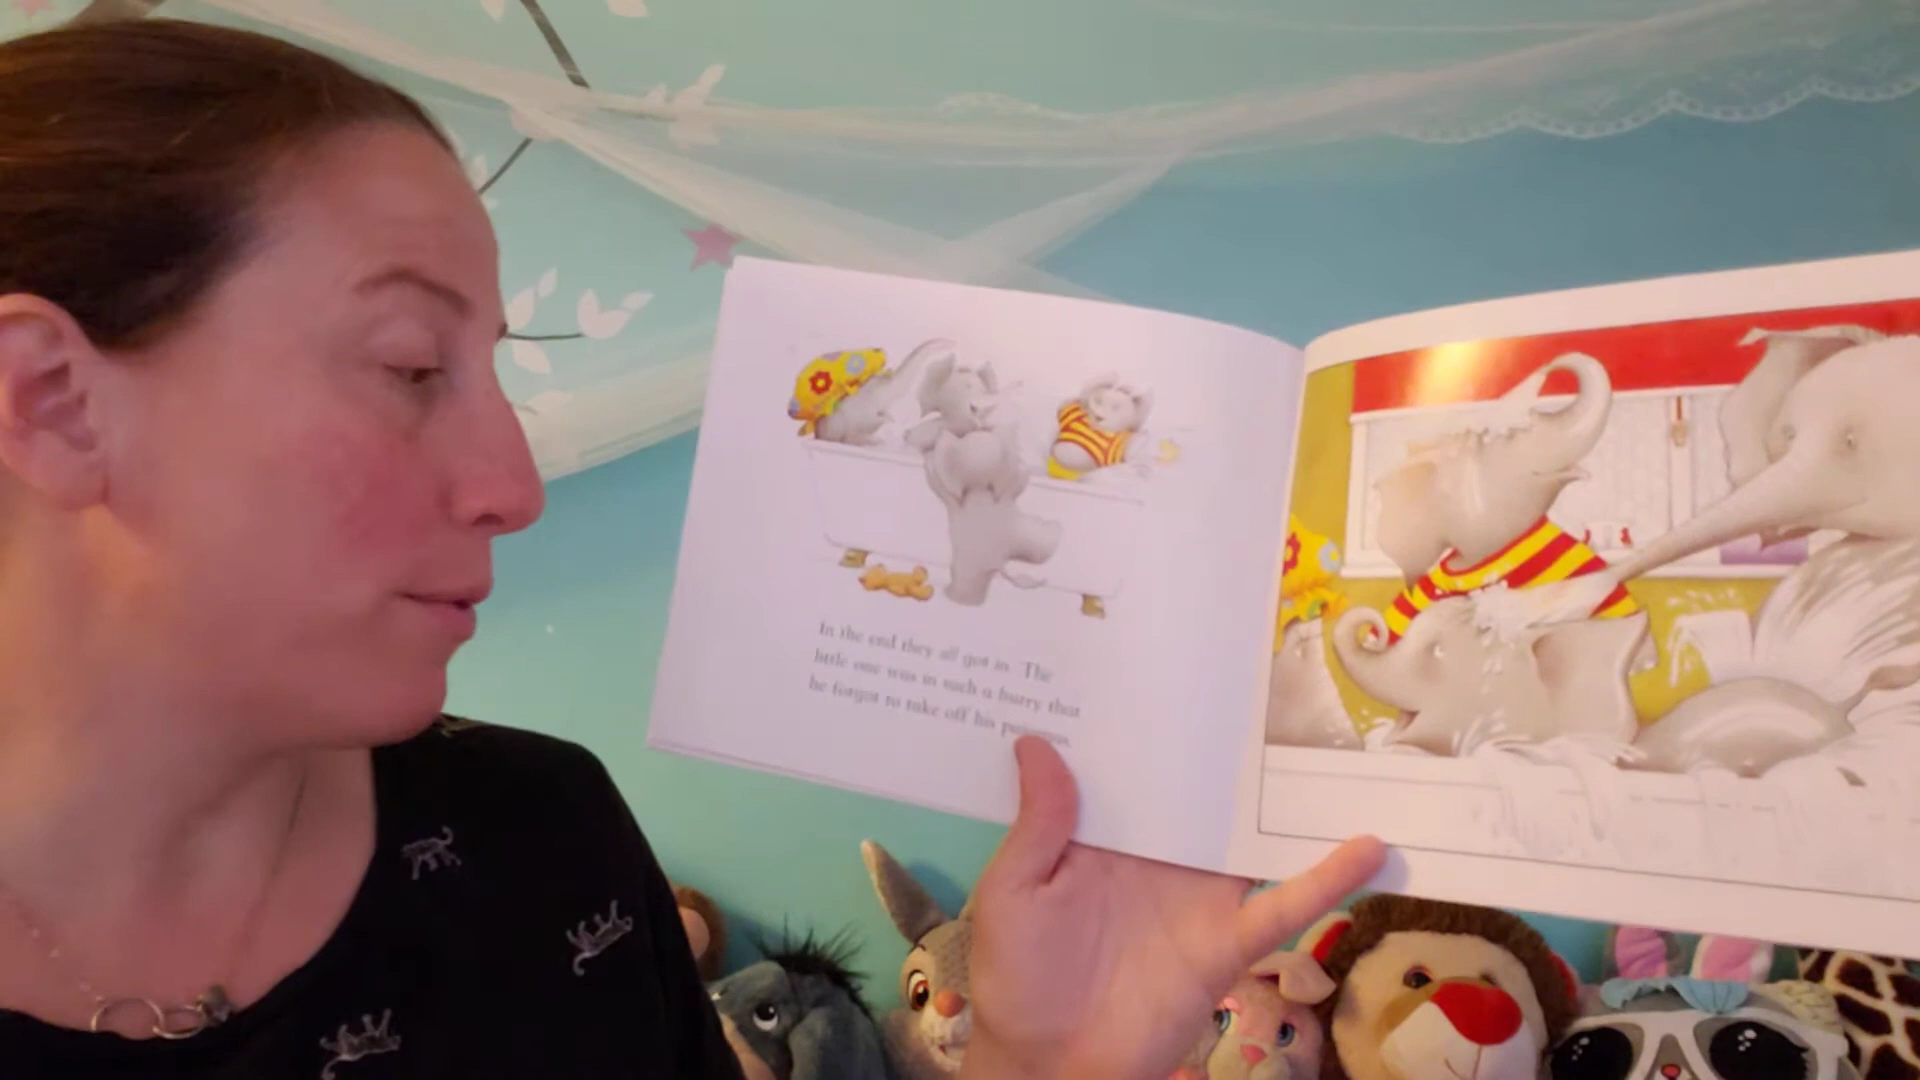 In the end they all got in. The
little one was in such a hurry that
he forgot to take off his